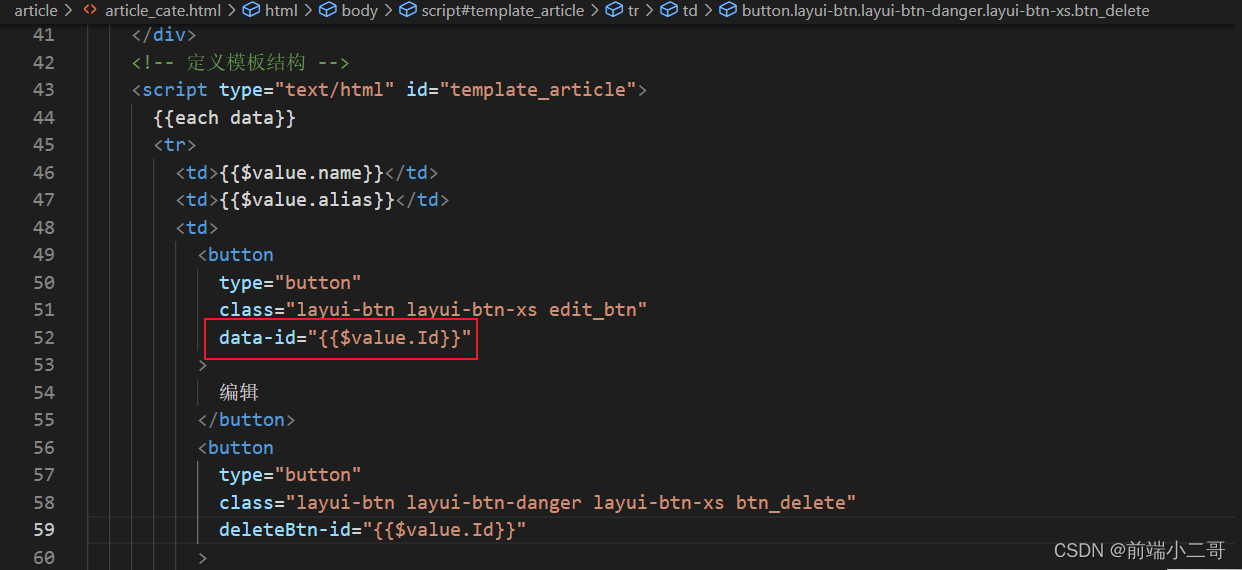 article > article_cate.html > html > body > script#template_article > tr > td > button.layui-btn.layui-btn-danger.layui-btn-xs.btn_delete
41 </div>
42 <!-- 定义模板结构 -->
43 <script type="text/html" id="template_article">
44 {{each data}}
45 <tr>
46 <td>{{$value.name}}</td>
47 <td>{{$value.alias}}</td>
48 <td>
49 <button
50 type="button"
51 class="layui-btn layui-btn-xs edit_btn"
52 data-id="{{$value.Id}}"
53 >
54 编辑
55 </button>
56 <button
57 type="button"
58 class="layui-btn layui-btn-danger layui-btn-xs btn_delete"
59 deleteBtn-id="{{$value.Id}}"
60 >
CSDN @前端小二哥